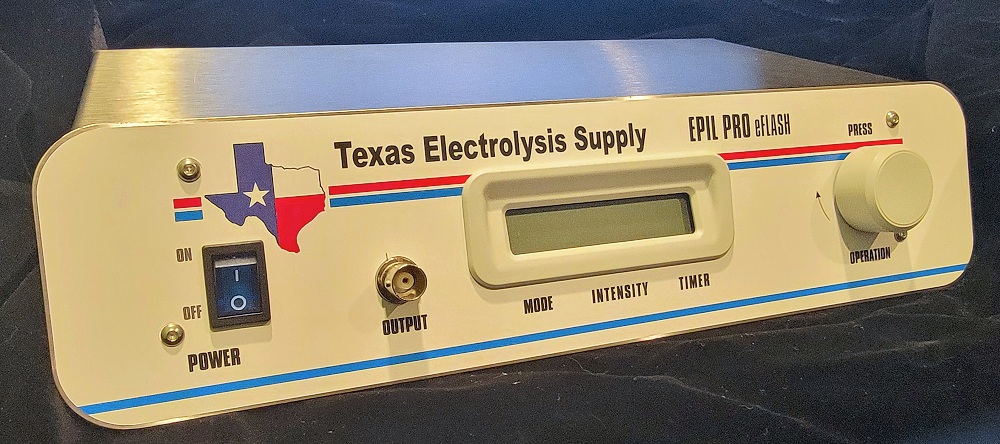 Texas Electrolysis Supply
EPIL PRO eFLASH
PRESS
ON
I
O
OFF
POWER
OUTPUT
MODE
INTENSITY
TIMER
OPERATION